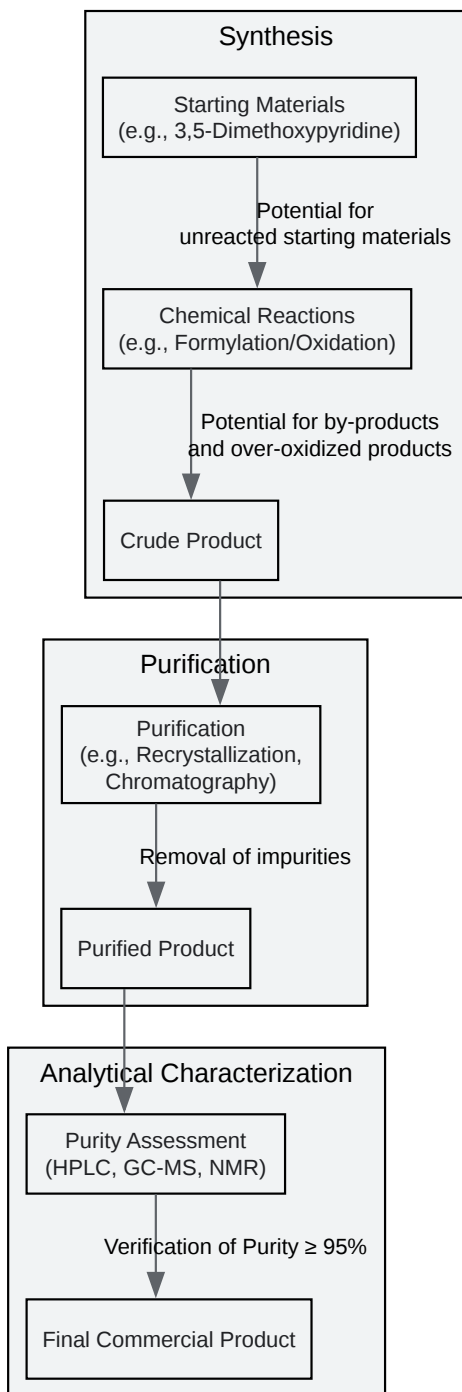 Synthesis
Starting Materials
(e.g., 3,5-Dimethoxypyridine)
Potential for
unreacted starting materials
Chemical Reactions
(e.g., Formylation/Oxidation)
Potential for by-products
and over-oxidized products
Crude Product
Purification
Purification
(e.g., Recrystallization,
Chromatography)
Removal of impurities
Purified Product
Analytical Characterization
Purity Assessment
(HPLC, GC-MS, NMR)
Verification of Purity ≥ 95%
Final Commercial Product